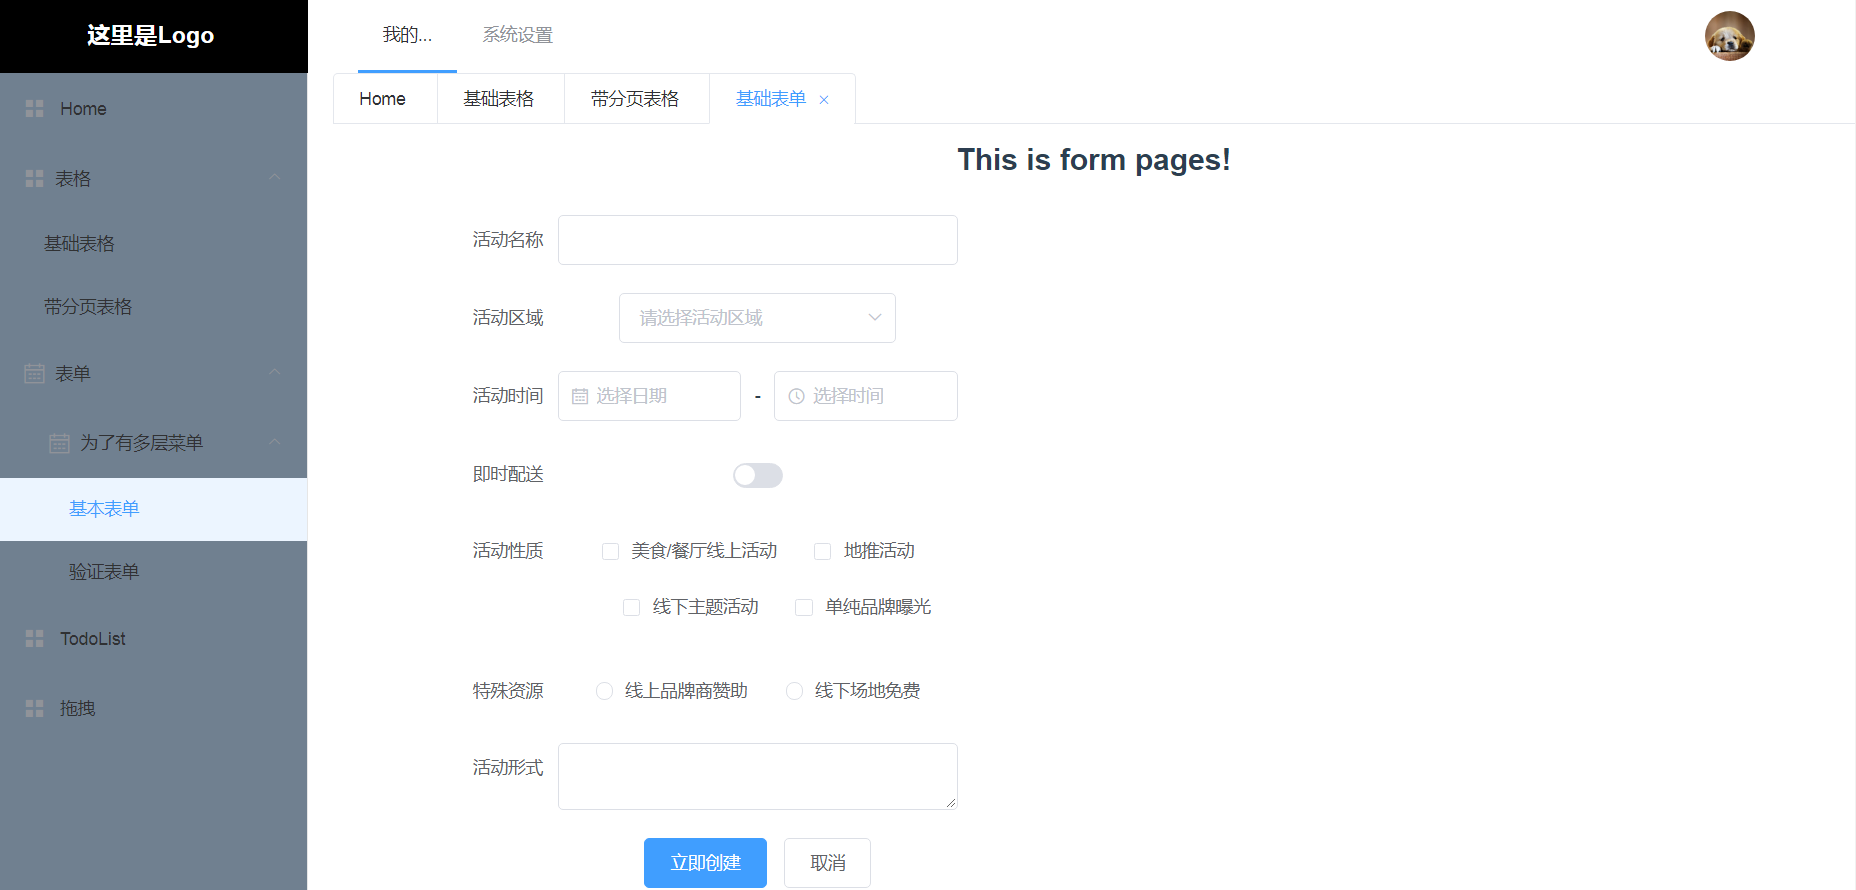 这里是Logo
我的...
系统设置
Home
基础表格
带分页表格
基础表单
Home
表格
基础表格
带分页表格
表单
为了有多层菜单
基本表单
验证表单
TodoList
拖拽
This is form pages!
活动名称
活动区域
请选择活动区域
活动时间
选择日期
-
选择时间
即时配送
活动性质
美食/餐厅线上活动
地推活动
线下主题活动
单纯品牌曝光
特殊资源
线上品牌商赞助
线下场地免费
活动形式
立即创建
取消